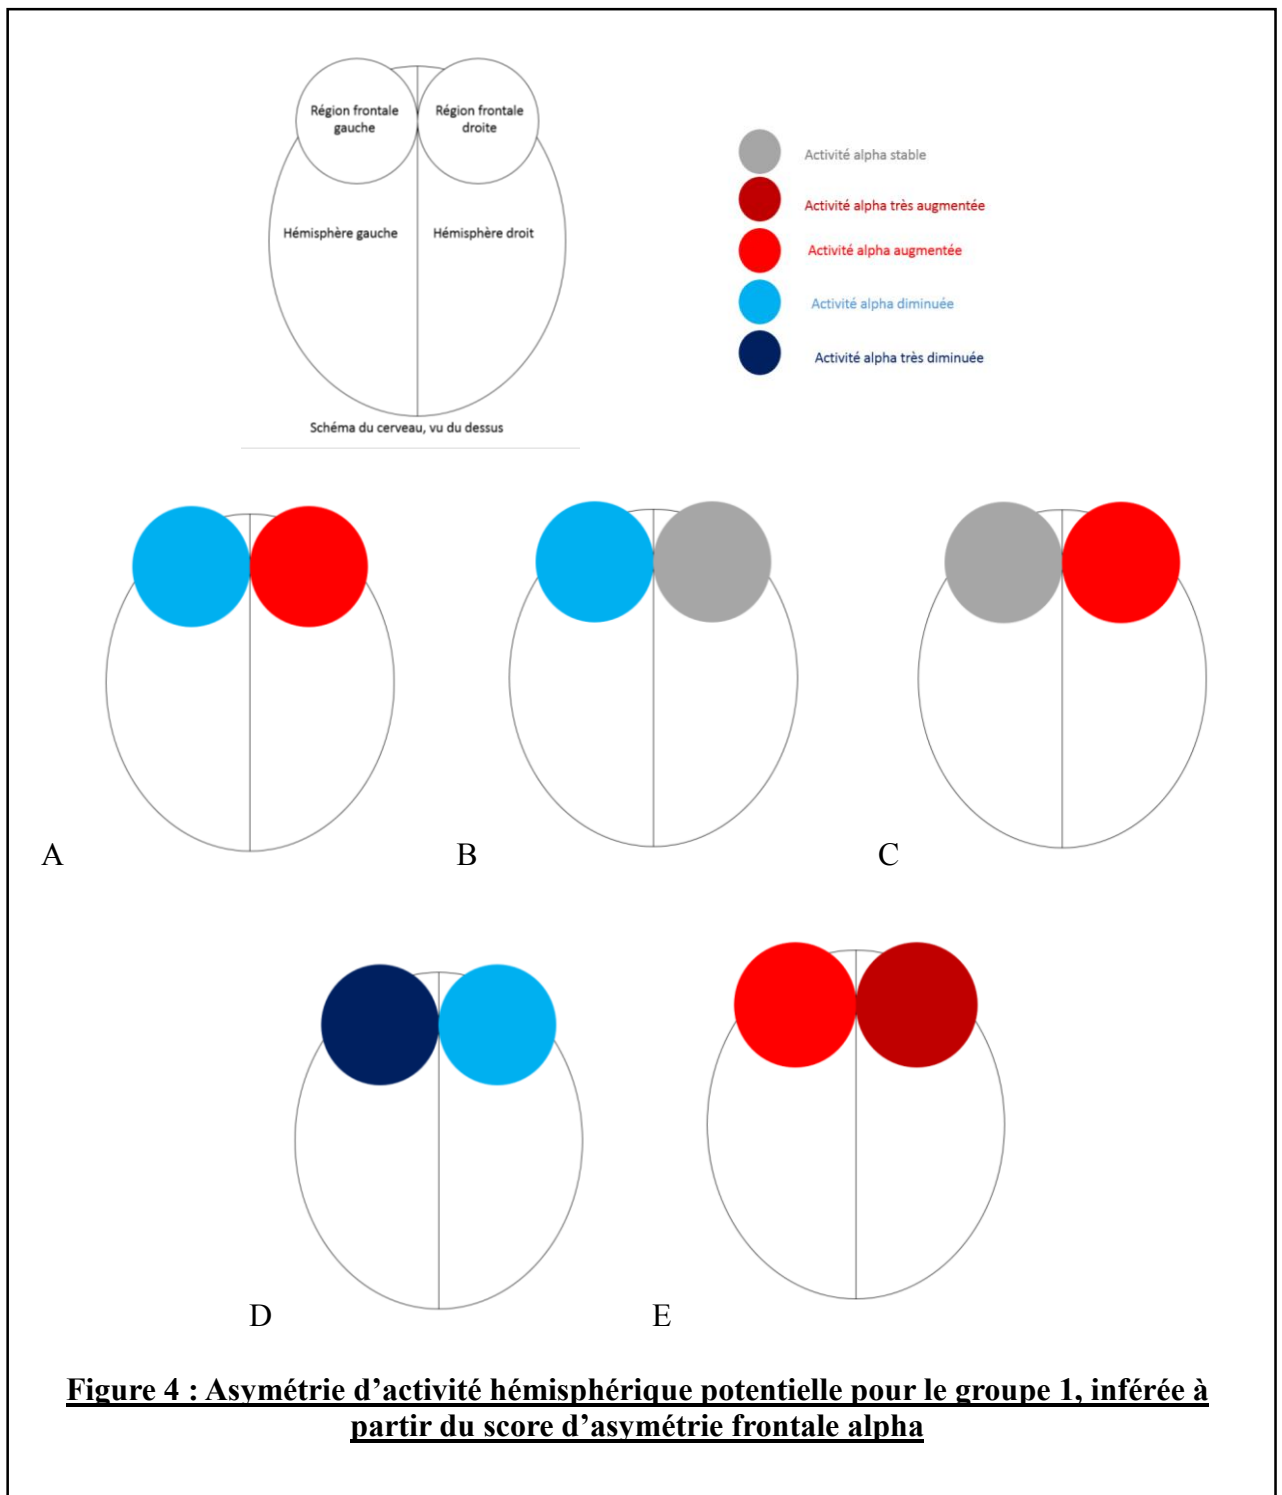 Région frontale
gauche
Région frontale
droite
Hémisphère gauche
Hémisphère droit
Schéma du cerveau, vu du dessus
Activité alpha stable
Activité alpha très augmentée
Activité alpha augmentée
Activité alpha diminuée
Activité alpha très diminuée
A
B
C
D
E
Figure 4 : Asymétrie d’activité hémisphérique potentielle pour le groupe 1, inférée à
partir du score d’asymétrie frontale alpha